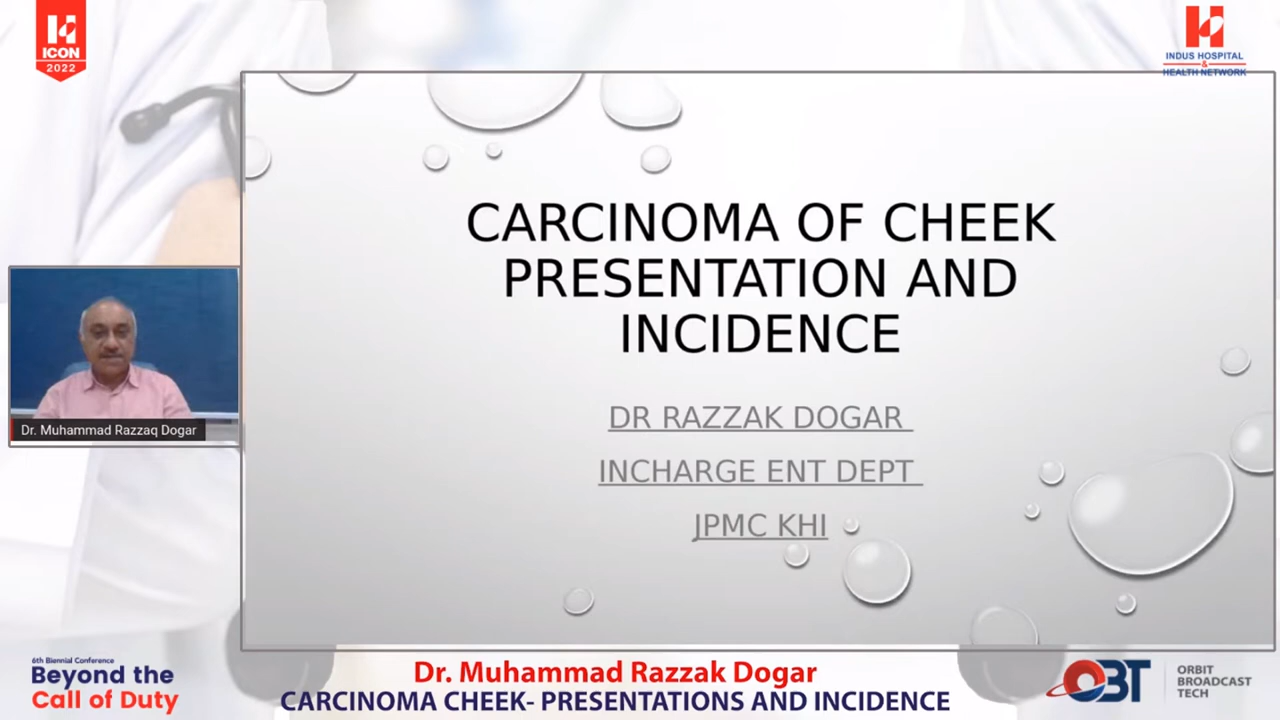 ICON
2022
INDUS HOSPITAL
&
HEALTH NETWORK
CARCINOMA OF CHEEK
PRESENTATION AND
INCIDENCE
DR RAZZAK DOGAR
INCHARGE ENT DEPT
JPMC KHI
Dr. Muhammad Razzaq Dogar
6th Biennial Conference
Beyond the
Call of Duty
Dr. Muhammad Razzak Dogar
CARCINOMA CHEEK- PRESENTATIONS AND INCIDENCE
OBT
ORBIT
BROADCAST
TECH